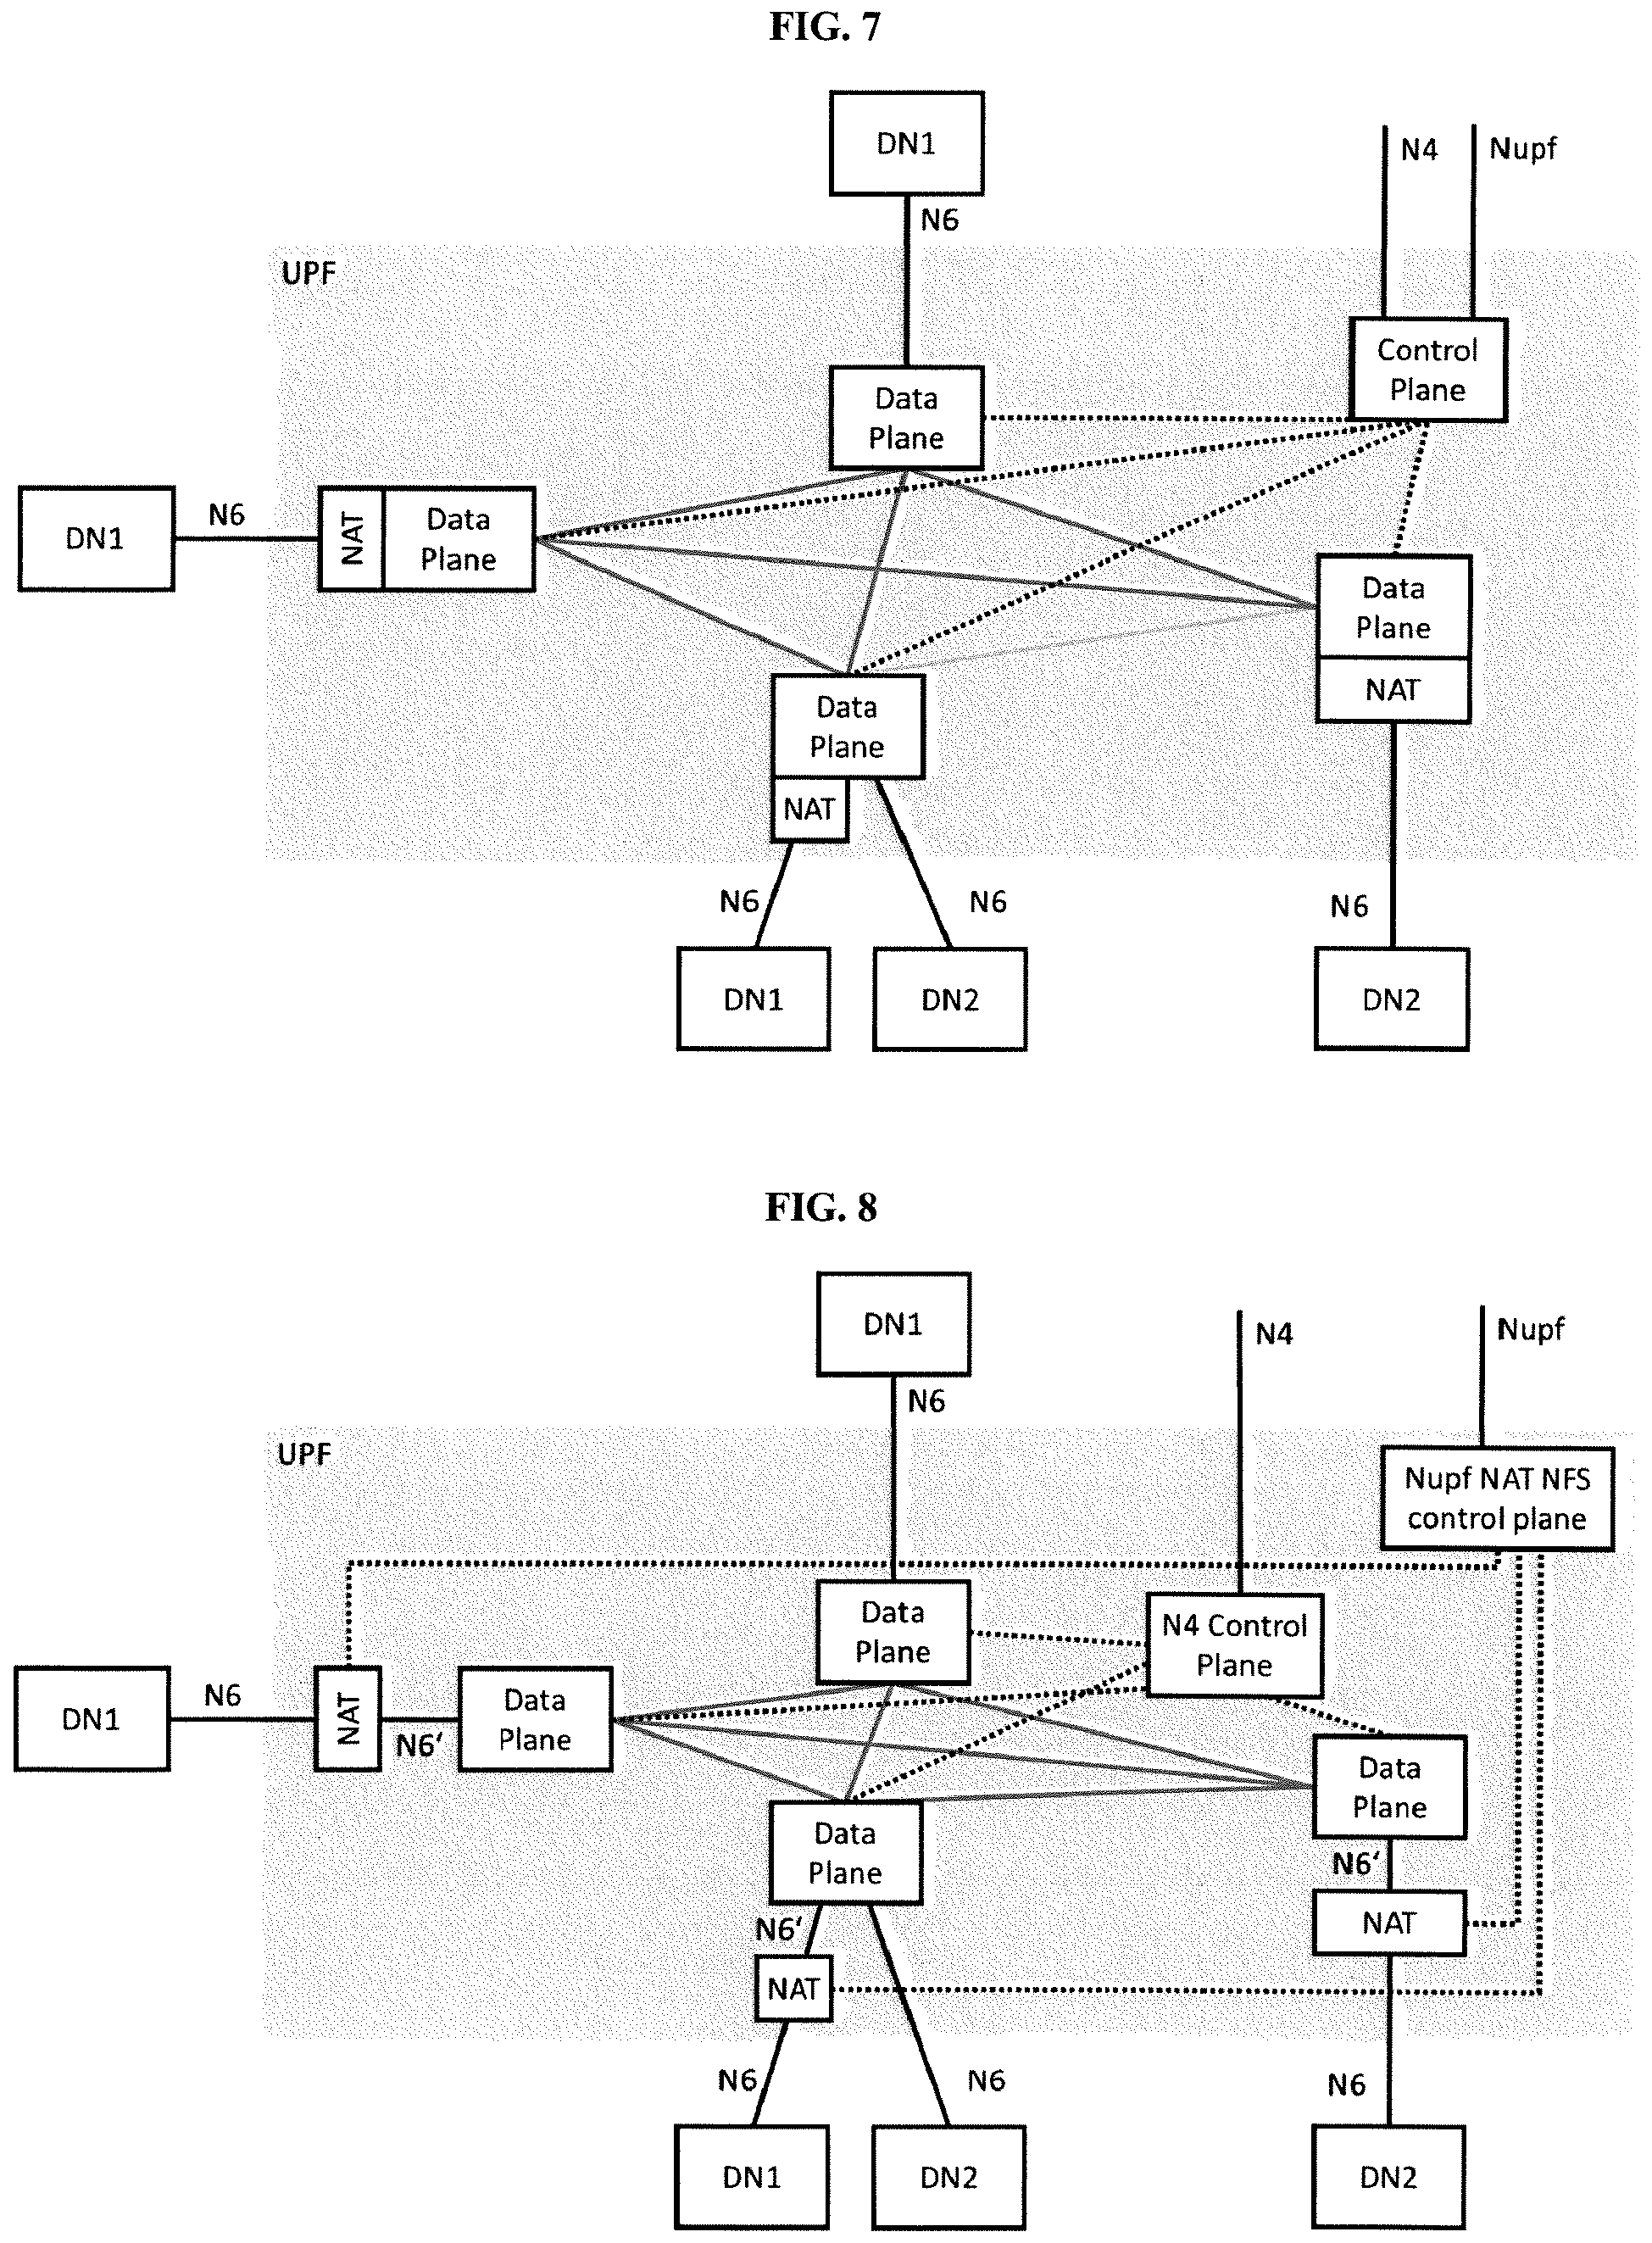 FIG. 7
DN1
N4
Nupf
N6
UPF
Control
Plane
Data
Plane
DN1
N6
NAT
Data
Plane
Data
Plane
NAT
Data
Plane
NAT
N6
N6
N6
DN1
DN2
DN2
FIG. 8
DN1
N4
Nupf
N6
UPF
Nupf NAT NFS
control plane
Data
Plane
N4 Control
Plane
DN1
N6
NAT
N6‘
Data
Plane
Data
Plane
Data
Plane
N6‘
NAT
N6‘
NAT
N6
N6
N6
DN1
DN2
DN2